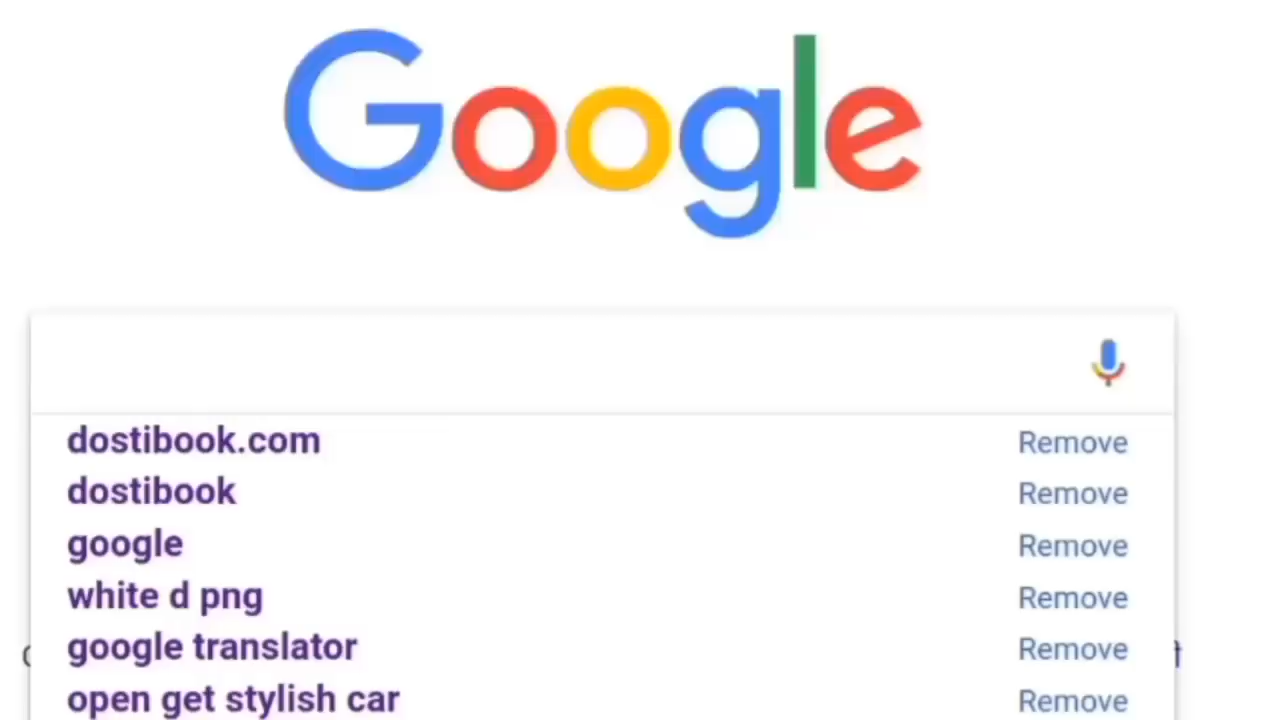 Google
dostibook.com Remove
dostibook Remove
google Remove
white d png Remove
google translator Remove
open get stylish car Remove